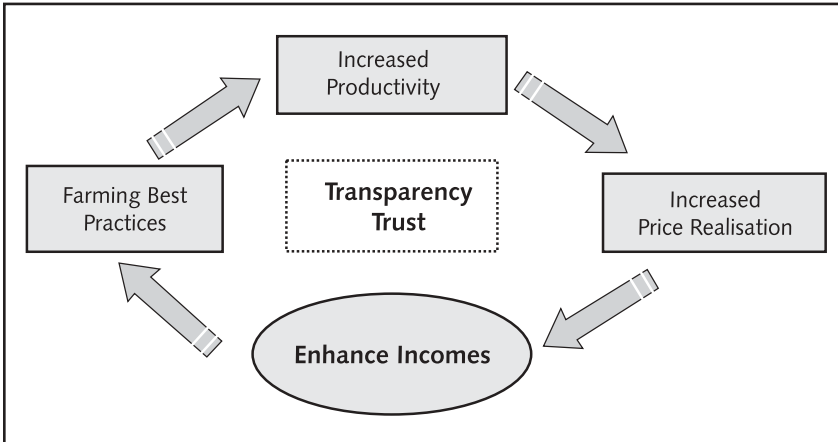 Increased
Productivity
Farming Best
Practices
Transparency
Trust
Increased
Price Realisation
Enhance Incomes